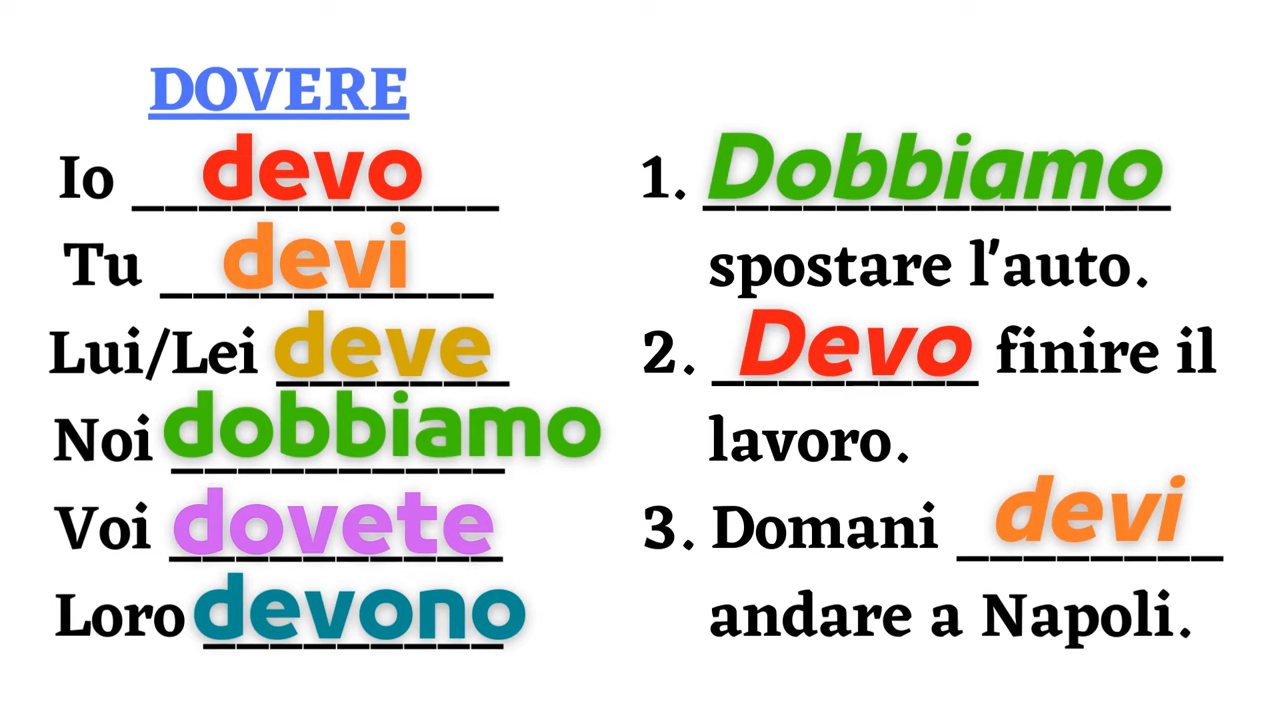 DOVERE
Io devo
Tu devi
Lui/Lei deve
Noi dobbiamo
Voi dovete
Loro devono
1. Dobbiamo
spostare l'auto.
2. Devo finire il
lavoro.
3. Domani devi
andare a Napoli.